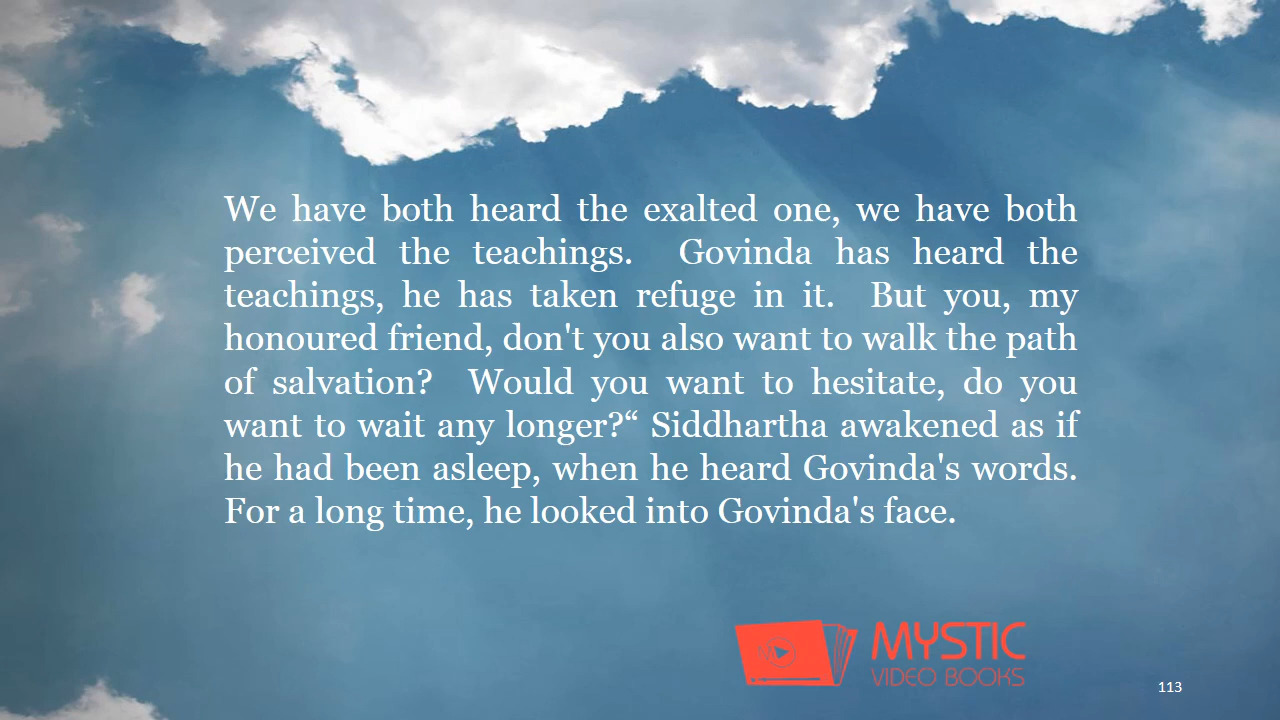 We have both heard the exalted one, we have both
perceived the teachings. Govinda has heard the
teachings, he has taken refuge in it. But you, my
honoured friend, don't you also want to walk the path
of salvation? Would you want to hesitate, do you
want to wait any longer?“ Siddhartha awakened as if
he had been asleep, when he heard Govinda's words.
For a long time, he looked into Govinda's face.
MYSTIC
VIDEO BOOKS
113